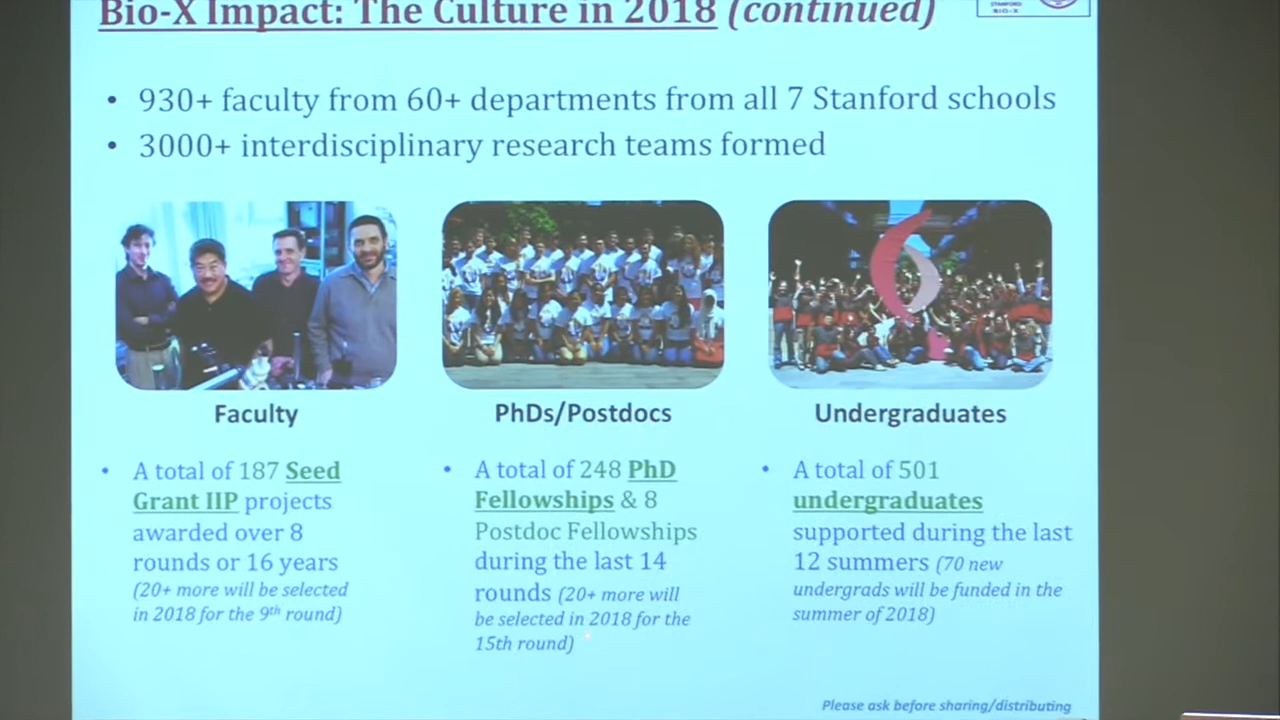 Bio-X Impact: The Culture in 2018 (continued)
STANFORD
BIO-X
• 930+ faculty from 60+ departments from all 7 Stanford schools
• 3000+ interdisciplinary research teams formed
Faculty
• A total of 187 Seed
Grant IIP projects
awarded over 8
rounds or 16 years
(20+ more will be selected
in 2018 for the 9th round)
PhDs/Postdocs
• A total of 248 PhD
Fellowships & 8
Postdoc Fellowships
during the last 14
rounds (20+ more will
be selected in 2018 for the
15th round)
Undergraduates
• A total of 501
undergraduates
supported during the last
12 summers (70 new
undergrads will be funded in the
summer of 2018)
Please ask before sharing/distributing